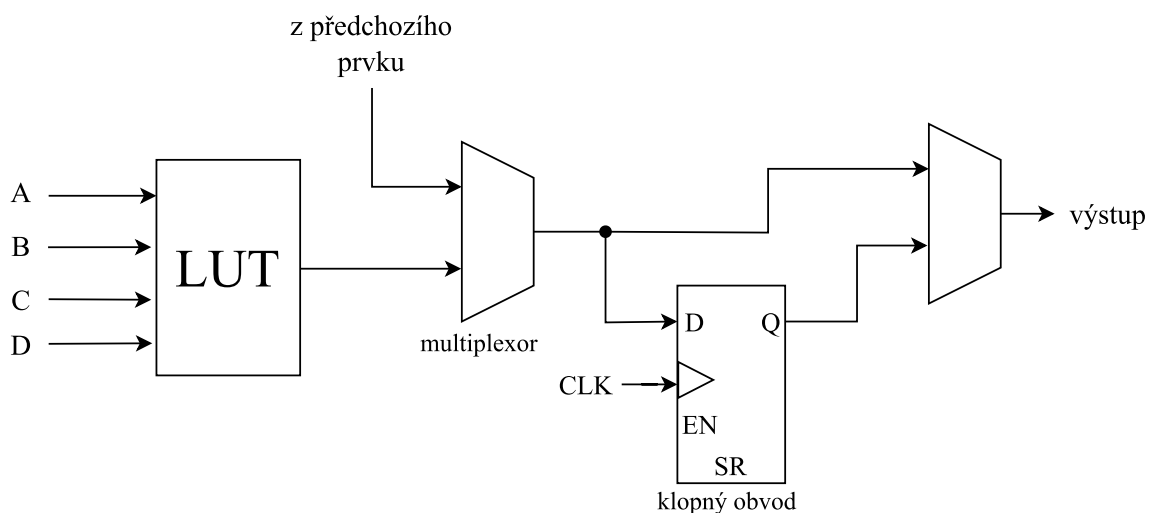 z předchozího
prvku
A
B
C
D
LUT
multiplexor
výstup
D
Q
CLK
EN
SR
klopný obvod